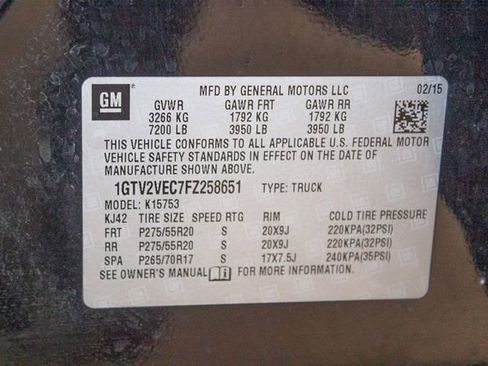 GM MFD BY GENERAL MOTORS LLC 02/15
GVWR GAWR FRT GAWR RR
3266 KG 1792 KG 1792 KG
7200 LB 3950 LB 3950 LB
THIS VEHICLE CONFORMS TO ALL APPLICABLE U.S. FEDERAL MOTOR
VEHICLE SAFETY STANDARDS IN EFFECT ON THE DATE OF
MANUFACTURE SHOWN ABOVE.
1GTV2VEC7FZ258651 TYPE: TRUCK
MODEL: K15753
KJ42 TIRE SIZE SPEED RTG RIM COLD TIRE PRESSURE
FRT P275/55R20 S 20X9J 220KPA(32PSI)
RR P275/55R20 S 20X9J 220KPA(32PSI)
SPA P265/70R17 S 17X7.5J 240KPA(35PSI)
SEE OWNER'S MANUAL FOR MORE INFORMATION.